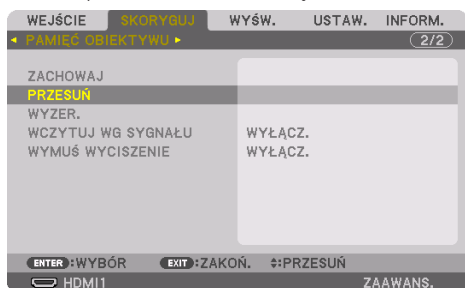 WEJŚCIE SKORYGUJ WYŚW. USTAW. INFORM.
◂ PAMIĘĆ OBIEKTYWU ▸ 2/2
ZACHOWAJ
PRZESUŃ
WYZER.
WCZYTUJ WG SYGNAŁU WYŁĄCZ.
WYMUŚ WYCISZENIE WYŁĄCZ.
ENTER:WYBÓR EXIT:ZAKOŃ. ⬍:PRZESUŃ
HDMI1 ZAAWANS.